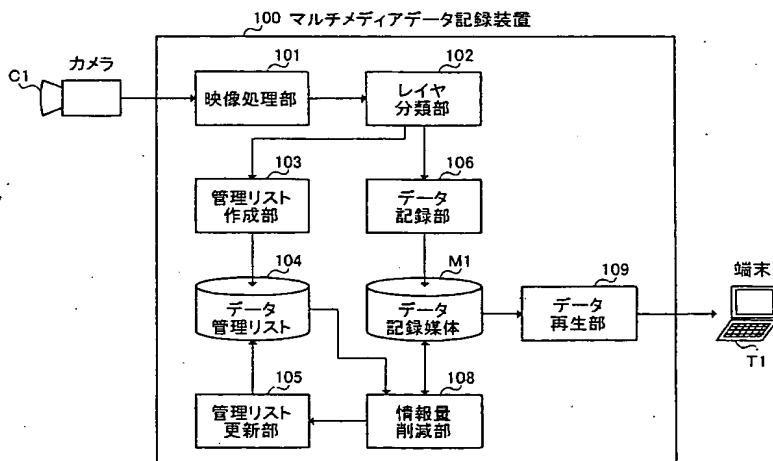 100 マルチメディアデータ記録装置
C1
カメラ
101
映像処理部
102
レイヤ
分類部
103
管理リスト
作成部
106
データ
記録部
104
データ
管理リスト
M1
データ
記録媒体
109
データ
再生部
端末
T1
105
管理リスト
更新部
108
情報量
削減部